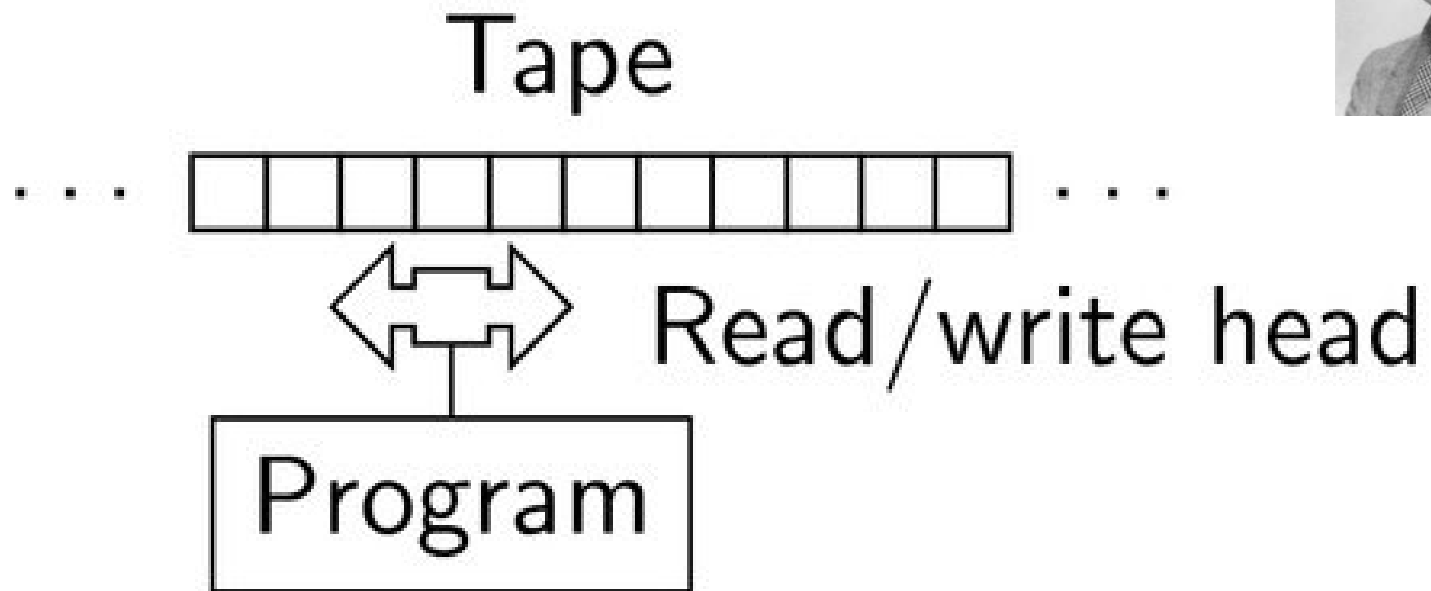 Tape
. . . . . .
Read/write head
Program